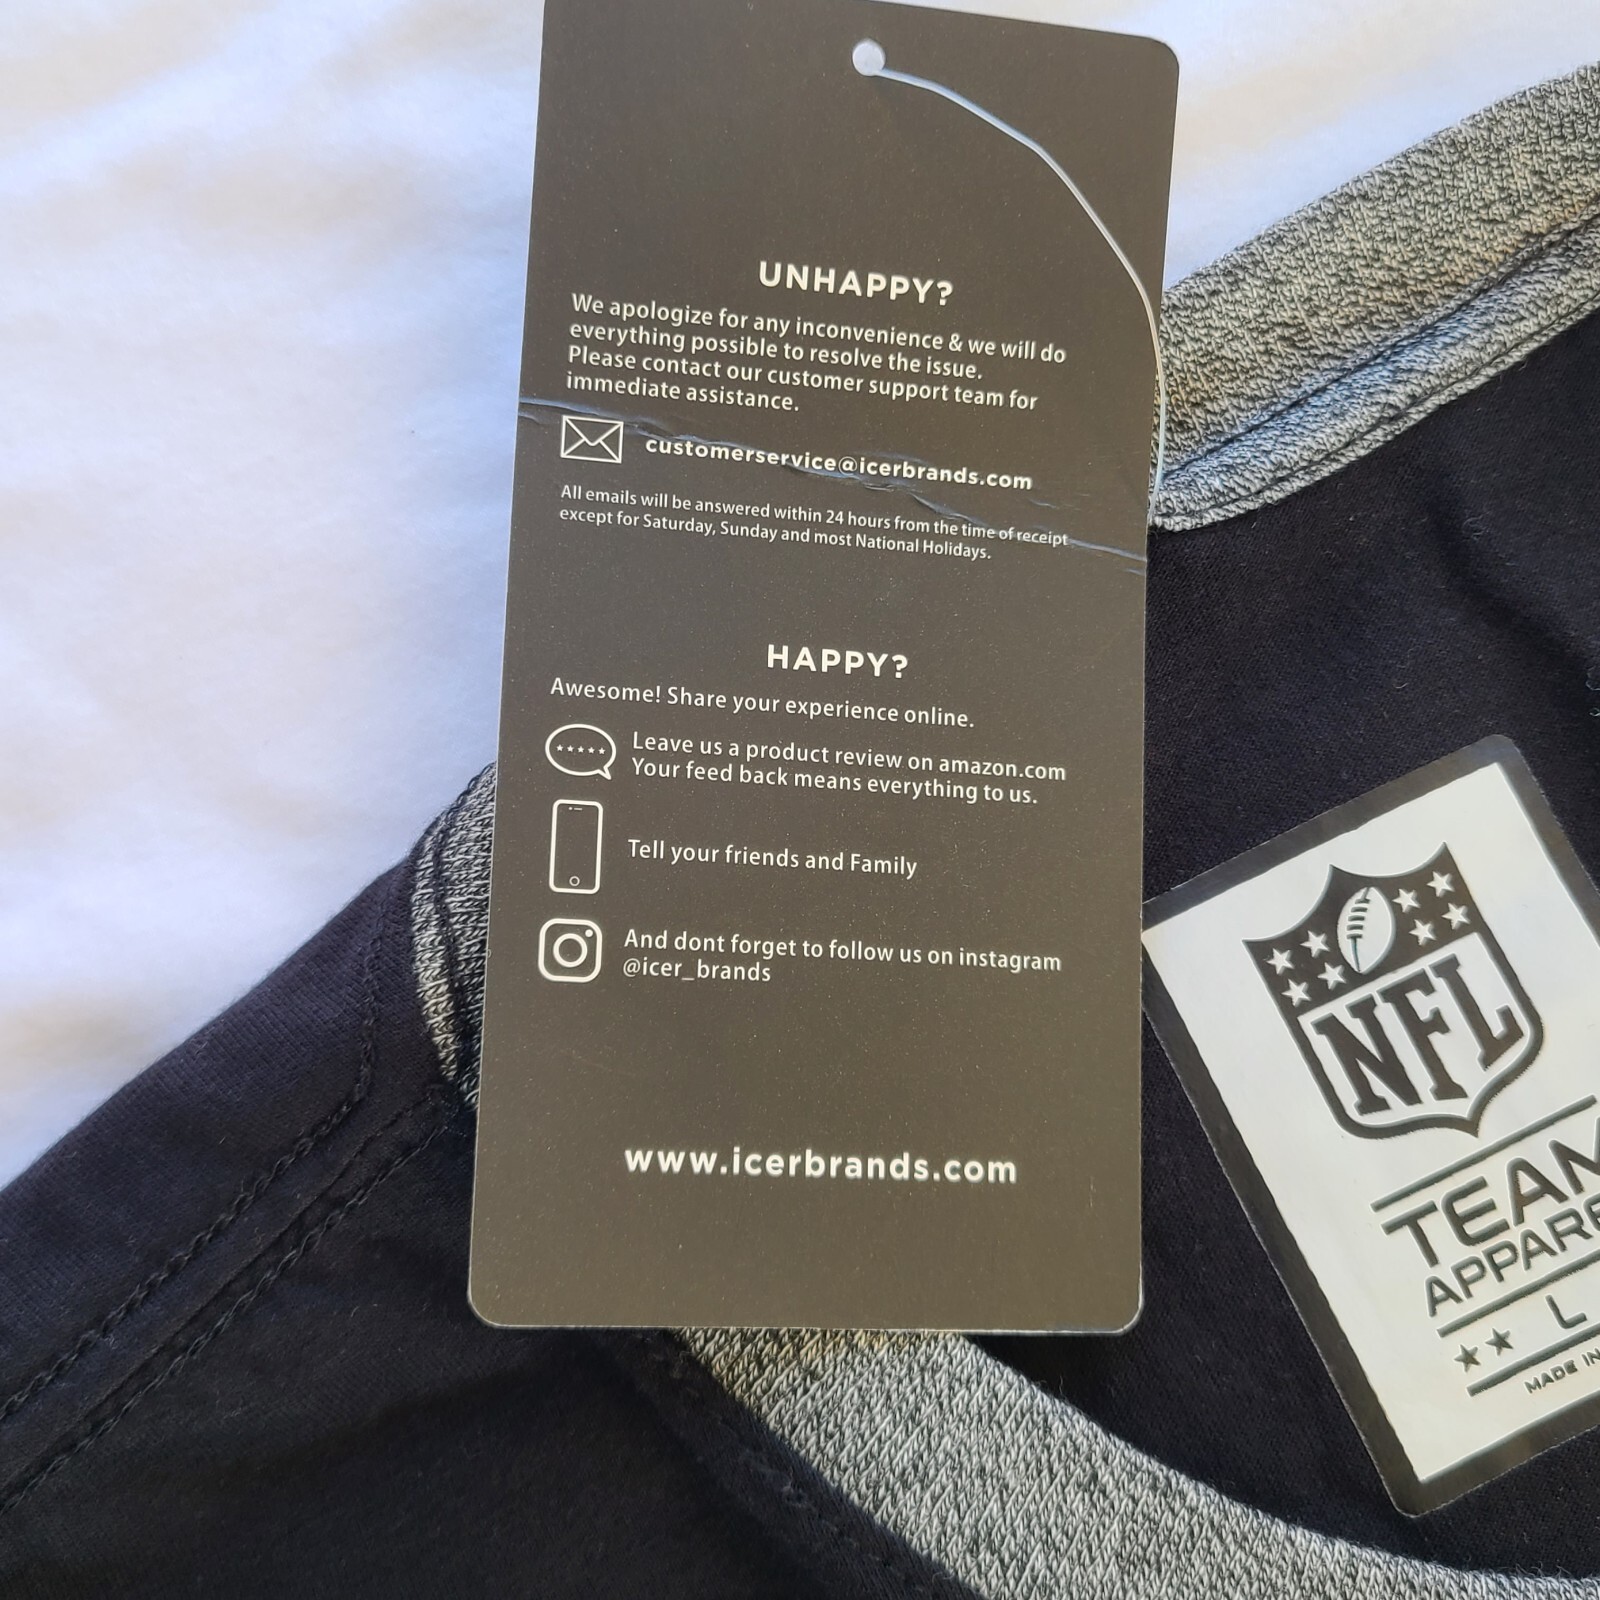 UNHAPPY?
We apologize for any inconvenience & we will do
everything possible to resolve the issue.
Please contact our customer support team for
immediate assistance.
customerservice@icerbrands.com
All emails will be answered within 24 hours from the time of receipt
except for Saturday, Sunday and most National Holidays.
HAPPY?
Awesome! Share your experience online.
Leave us a product review on amazon.com
Your feed back means everything to us.
Tell your friends and Family
And dont forget to follow us on instagram
@icer_brands
www.icerbrands.com
NFL
TEAM
APPARE
L
MADE IN